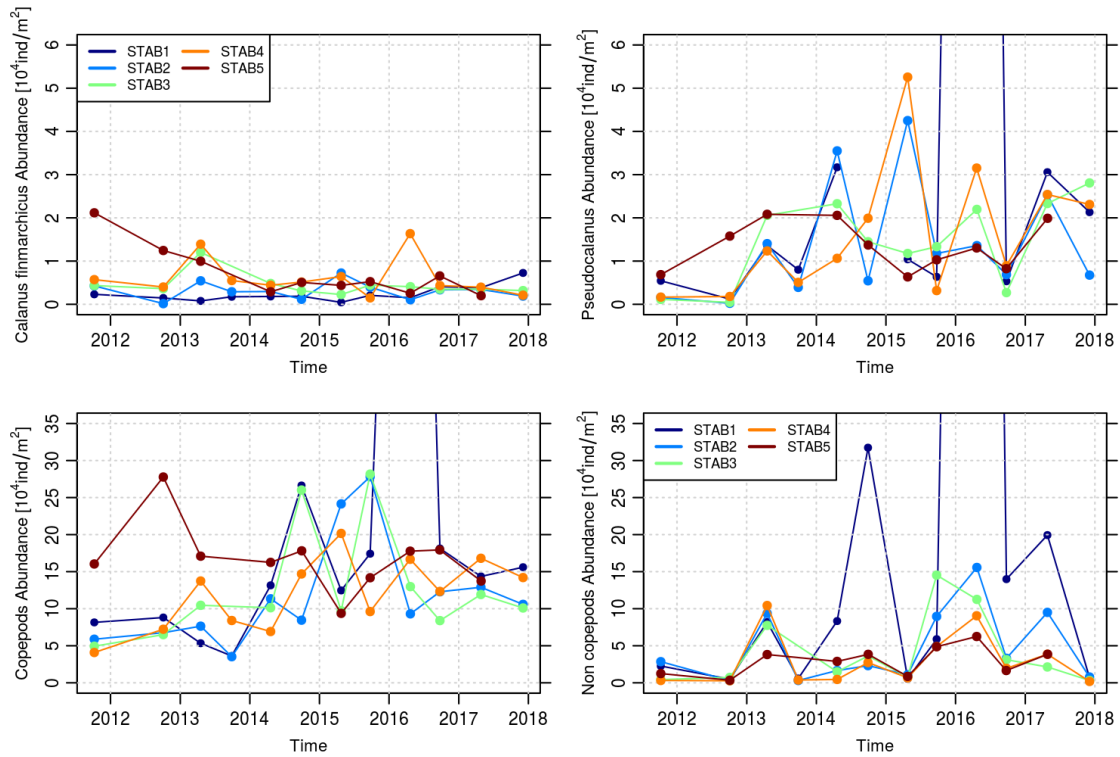 Calanus finmarchicus Abundance [10⁴ind/m²]
6
5
4
3
2
1
0
STAB1 STAB4
STAB2 STAB5
STAB3
2012 2013 2014 2015 2016 2017 2018
Time
Pseudocalanus Abundance [10⁴ind/m²]
6
5
4
3
2
1
0
2012 2013 2014 2015 2016 2017 2018
Time
Copepods Abundance [10⁴ind/m²]
35
30
25
20
15
10
5
0
2012 2013 2014 2015 2016 2017 2018
Time
Non copepods Abundance [10⁴ind/m²]
35
30
25
20
15
10
5
0
STAB1 STAB4
STAB2 STAB5
STAB3
2012 2013 2014 2015 2016 2017 2018
Time